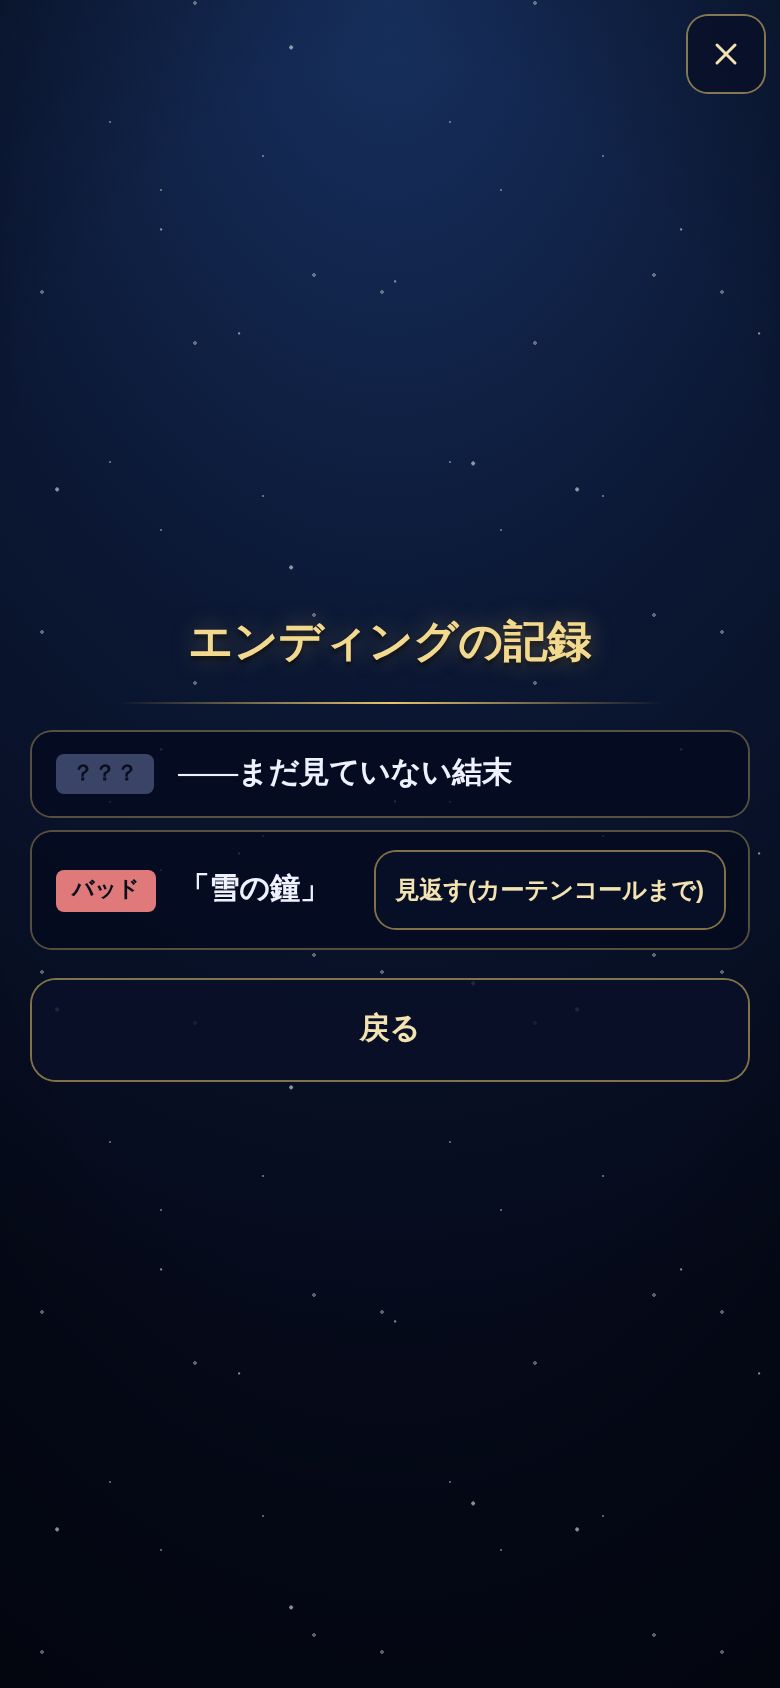 エンディングの記録
？？？ ――まだ見ていない結末
バッド 「雪の鐘」 見返す(カーテンコールまで)
戻る